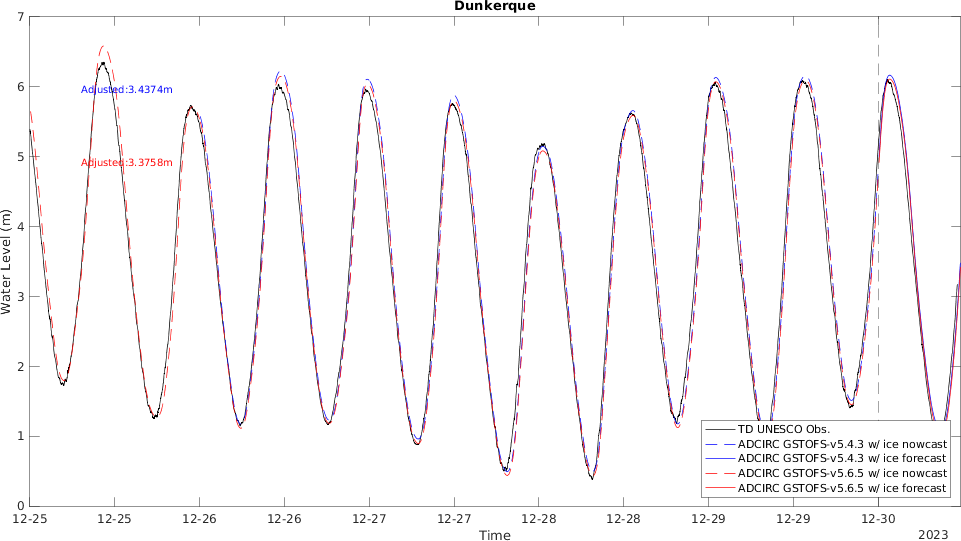 Dunkerque
7
6
5
4
3
2
1
0
Water Level (m)
Adjusted:3.4374m
Adjusted:3.3758m
TD UNESCO Obs.
ADCIRC GSTOFS-v5.4.3 w/ ice nowcast
ADCIRC GSTOFS-v5.4.3 w/ ice forecast
ADCIRC GSTOFS-v5.6.5 w/ ice nowcast
ADCIRC GSTOFS-v5.6.5 w/ ice forecast
12-25 12-25 12-26 12-26 12-27 12-27 12-28 12-28 12-29 12-29 12-30
Time
2023